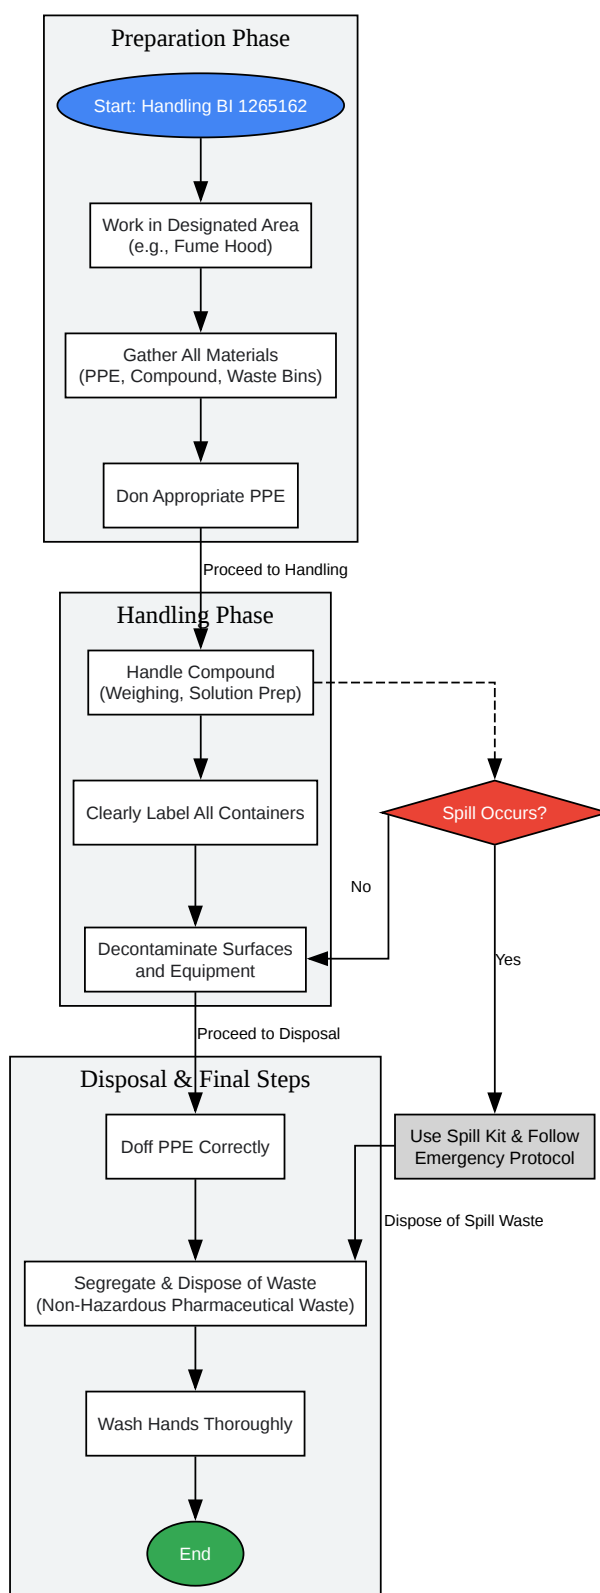 Preparation Phase
Start: Handling BI 1265162
Work in Designated Area
(e.g., Fume Hood)
Gather All Materials
(PPE, Compound, Waste Bins)
Don Appropriate PPE
Proceed to Handling
Handling Phase
Handle Compound
(Weighing, Solution Prep)
Clearly Label All Containers
Spill Occurs?
No
Decontaminate Surfaces
and Equipment
Yes
Proceed to Disposal
Disposal & Final Steps
Doff PPE Correctly
Use Spill Kit & Follow
Emergency Protocol
Dispose of Spill Waste
Segregate & Dispose of Waste
(Non-Hazardous Pharmaceutical Waste)
Wash Hands Thoroughly
End